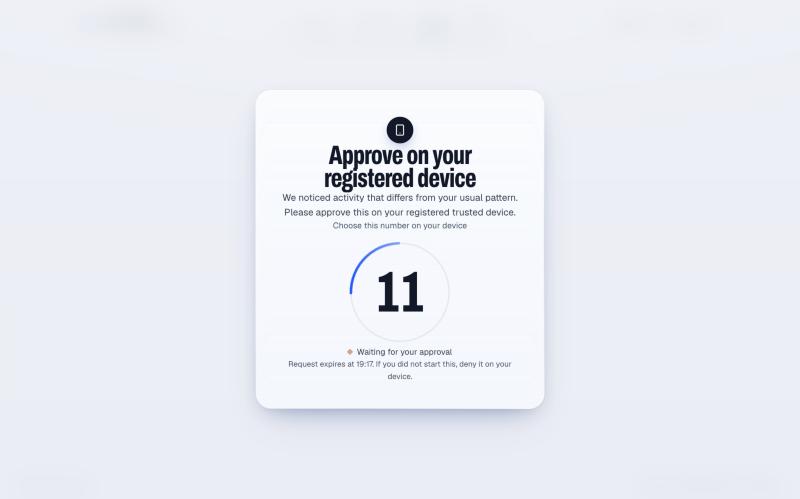 Approve on your
registered device
We noticed activity that differs from your usual pattern.
Please approve this on your registered trusted device.
Choose this number on your device
11
Waiting for your approval
Request expires at 19:17. If you did not start this, deny it on your
device.